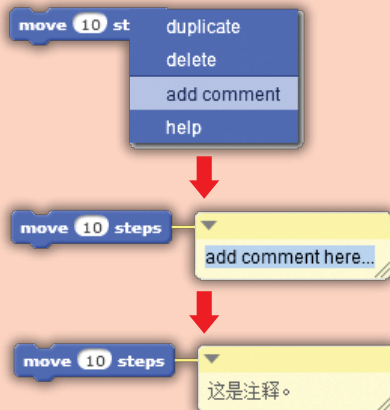 move 10 st
duplicate
delete
add comment
help
move 10 steps
add comment here...
move 10 steps
这是注释。